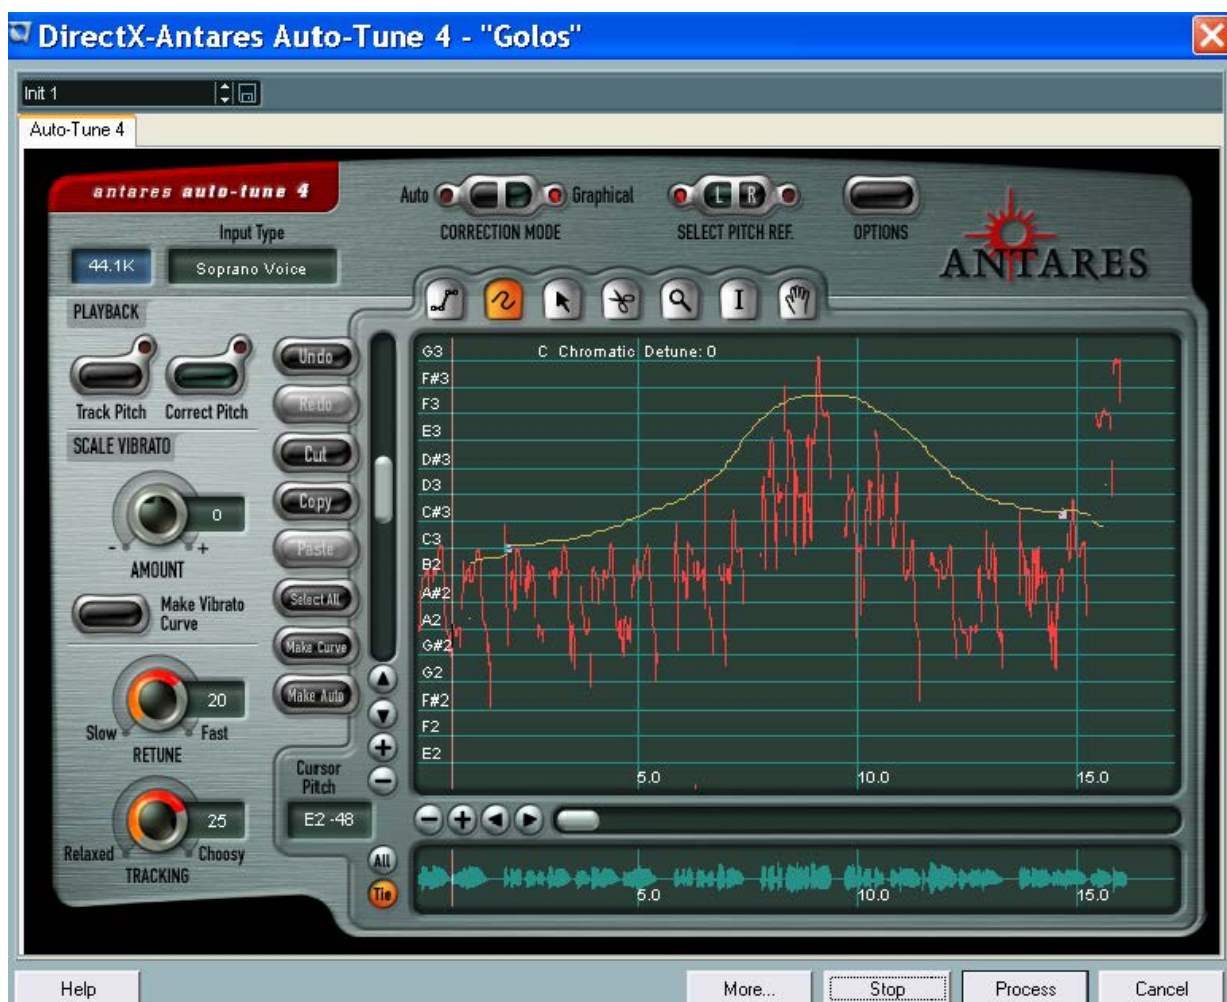 DirectX-Antares Auto-Tune 4 - "Golos"
Init 1
Auto-Tune 4
antares auto-tune 4
Auto
Graphical
CORRECTION MODE
L R
SELECT PITCH REF.
OPTIONS
ANTARES
Input Type
44.1K
Soprano Voice
PLAYBACK
Track Pitch
Correct Pitch
SCALE VIBRATO
0
- +
AMOUNT
Make Vibrato
Curve
20
Slow
Fast
RETUNE
25
Relaxed
Choosy
TRACKING
Undo
Redo
Cut
Copy
Paste
Select All
Make Curve
Make Auto
Cursor
Pitch
E2 -48
I
C Chromatic Detune: 0
G3
F#3
F3
E3
D#3
D3
C#3
C3
B2
A#2
A2
G#2
G2
F#2
F2
E2
5.0 10.0 15.0
All
Tie
5.0 10.0 15.0
Help
More...
Stop
Process
Cancel